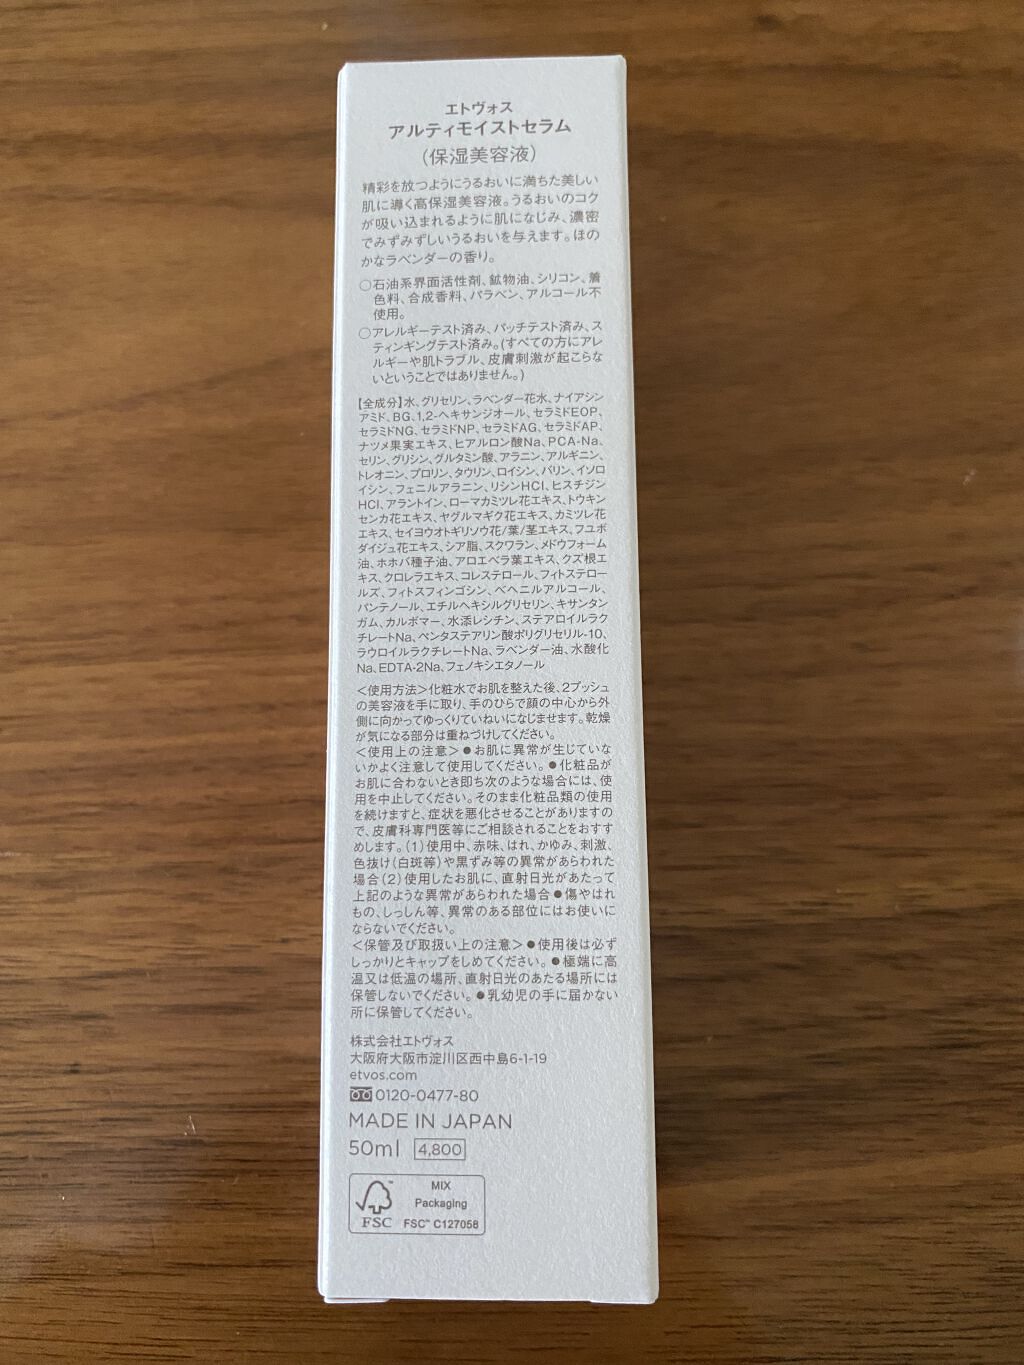 エトヴォス
アルティモイストセラム
（保湿美容液）
精彩を放つようにうるおいに満ちた美しい
肌に導く高保湿美容液。うるおいのコク
が吸い込まれるように肌になじみ、濃密
でみずみずしいうるおいを与えます。ほの
かなラベンダーの香り。
○石油系界面活性剤、鉱物油、シリコン、着
色料、合成香料、パラベン、アルコール不
使用。
○アレルギーテスト済み、パッチテスト済み、ス
ティンギングテスト済み。(すべての方にアレ
ルギーや肌トラブル、皮膚刺激が起こらな
いということではありません。)
【全成分】水、グリセリン、ラベンダー花水、ナイアシン
アミド、BG、1,2-ヘキサンジオール、セラミドEOP、
セラミドNG、セラミドNP、セラミドAG、セラミドAP、
ナツメ果実エキス、ヒアルロン酸Na、PCA-Na、
セリン、グリシン、グルタミン酸、アラニン、アルギニン、
トレオニン、プロリン、タウリン、ロイシン、バリン、イソロ
イシン、フェニルアラニン、リシンHCl、ヒスチジン
HCl、アラントイン、ローマカミツレ花エキス、トウキン
センカ花エキス、ヤグルマギク花エキス、カミツレ花
エキス、セイヨウオトギリソウ花/葉/茎エキス、フユボ
ダイジュ花エキス、シア脂、スクワラン、メドウフォーム
油、ホホバ種子油、アロエベラ葉エキス、クズ根エ
キス、クロレラエキス、コレステロール、フィトステロー
ルズ、フィトスフィンゴシン、ベヘニルアルコール、
パンテノール、エチルヘキシルグリセリン、キサンタン
ガム、カルボマー、水添レシチン、ステアロイルラク
チレートNa、ペンタステアリン酸ポリグリセリル-10、
ラウロイルラクチレートNa、ラベンダー油、水酸化
Na、EDTA-2Na、フェノキシエタノール
＜使用方法＞化粧水でお肌を整えた後、2プッシュ
の美容液を手に取り、手のひらで顔の中心から外
側に向かってゆっくりていねいになじませます。乾燥
が気になる部分は重ねづけしてください。
＜使用上の注意＞●お肌に異常が生じていな
いかよく注意して使用してください。●化粧品が
お肌に合わないとき即ち次のような場合には、使
用を中止してください。そのまま化粧品類の使用
を続けますと、症状を悪化させることがありますの
で、皮膚科専門医等にご相談されることをおすす
めします。(1)使用中、赤味、はれ、かゆみ、刺激、
色抜け(白斑等)や黒ずみ等の異常があらわれた
場合(2)使用したお肌に、直射日光があたって
上記のような異常があらわれた場合●傷やはれ
もの、しっしん等、異常のある部位にはお使いに
ならないでください。
＜保管及び取扱い上の注意＞●使用後は必ず
しっかりとキャップをしめてください。●極端に高
温又は低温の場所、直射日光のあたる場所には
保管しないでください。●乳幼児の手に届かない
所に保管してください。
株式会社エトヴォス
大阪府大阪市淀川区西中島6-1-19
etvos.com
0120-0477-80
MADE IN JAPAN
50ml 4,800
MIX
Packaging
FSC FSC™ C127058